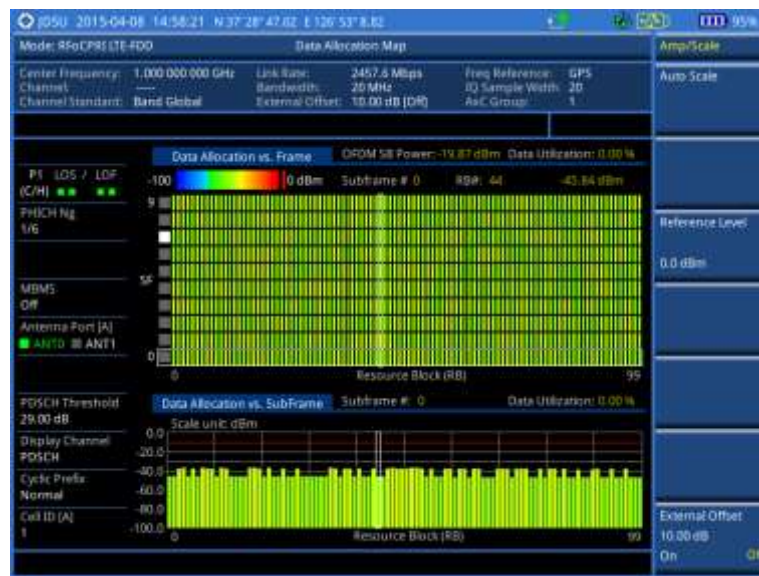 JDSU 2015-04-08 14:58:21 N 37° 28' 47.02 E 126° 53' 8.82 95%
Mode: RFoCPRI LTE-FDD Data Allocation Map Amp/Scale
Center Frequency: 1.000 000 000 GHz Link Rate: 2457.6 Mbps Freq Reference: GPS
Channel: ---- Bandwidth: 20 MHz IQ Sample Width: 20
Channel Standard: Band Global External Offset: 10.00 dB [Off] AxC Group: 1
Auto Scale
Data Allocation vs. Frame OFDM SB Power: -19.87 dBm Data Utilization: 0.00 %
P1 LOS / LOF
(C/H)
-100 0 dBm Subframe # 0 RB#: 44 -45.84 dBm
PHICH Ng
1/6
9
SF
0
MBMS
Off
Antenna Port [A]
ANT0 ANT1
0 Resource Block (RB) 99
Reference Level
0.0 dBm
PDSCH Threshold
29.00 dB
Data Allocation vs. SubFrame Subframe #: 0 Data Utilization: 0.00 %
Scale unit: dBm
Display Channel
PDSCH
Cyclic Prefix
Normal
Cell ID [A]
1
0.0
-20.0
-40.0
-60.0
-80.0
-100.0
0 Resource Block (RB) 99
External Offset
10.00 dB
On